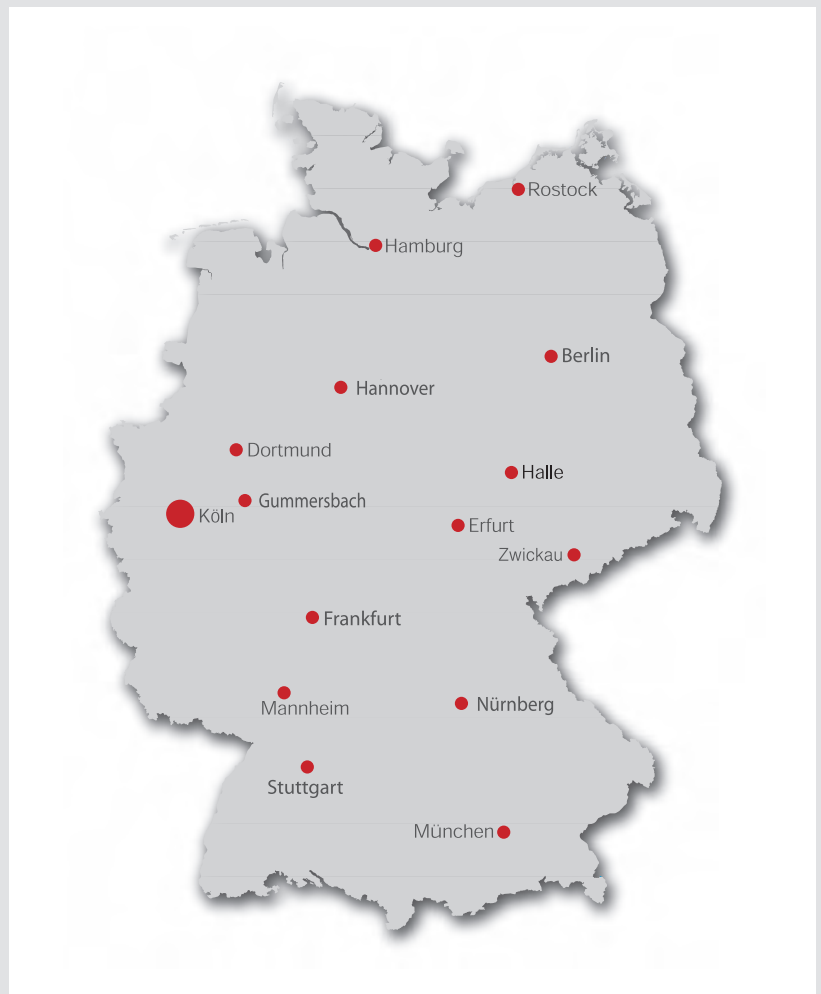 Rostock
Hamburg
Berlin
Hannover
Dortmund
Halle
Gummersbach
Köln
Erfurt
Zwickau
Frankfurt
Mannheim
Nürnberg
Stuttgart
München